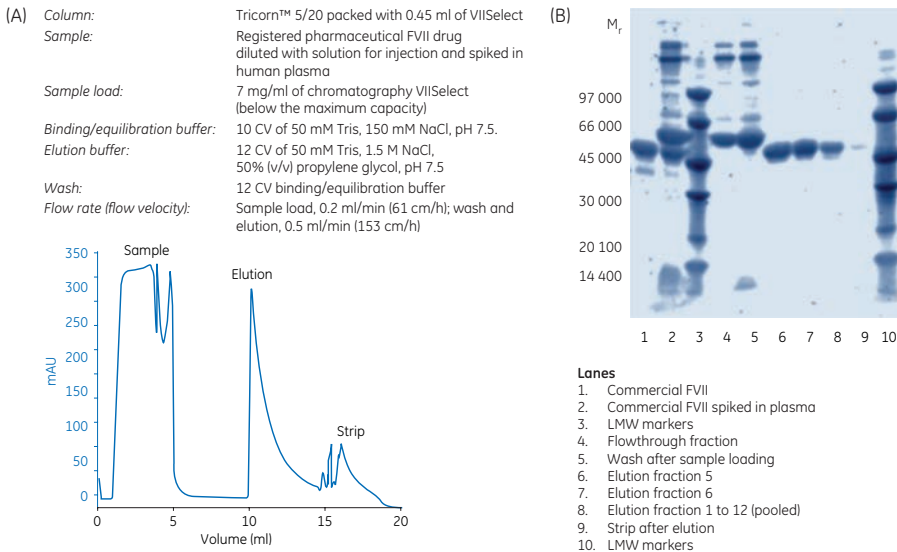 (A)
Column: Tricorn™ 5/20 packed with 0.45 ml of VIISelect
Sample: Registered pharmaceutical FVII drug
diluted with solution for injection and spiked in
human plasma
Sample load: 7 mg/ml of chromatography VIISelect
(below the maximum capacity)
Binding/equilibration buffer: 10 CV of 50 mM Tris, 150 mM NaCl, pH 7.5.
Elution buffer: 12 CV of 50 mM Tris, 1.5 M NaCl,
50% (v/v) propylene glycol, pH 7.5
Wash: 12 CV binding/equilibration buffer
Flow rate (flow velocity): Sample load, 0.2 ml/min (61 cm/h); wash and
elution, 0.5 ml/min (153 cm/h)
350
300
250
200
150
100
50
0
mAU
Sample
Elution
Strip
0 5 10 15 20
Volume (ml)
(B)
Mr
97 000
66 000
45 000
30 000
20 100
14 400
1 2 3 4 5 6 7 8 9 10
Lanes
1. Commercial FVII
2. Commercial FVII spiked in plasma
3. LMW markers
4. Flowthrough fraction
5. Wash after sample loading
6. Elution fraction 5
7. Elution fraction 6
8. Elution fraction 1 to 12 (pooled)
9. Strip after elution
10. LMW markers